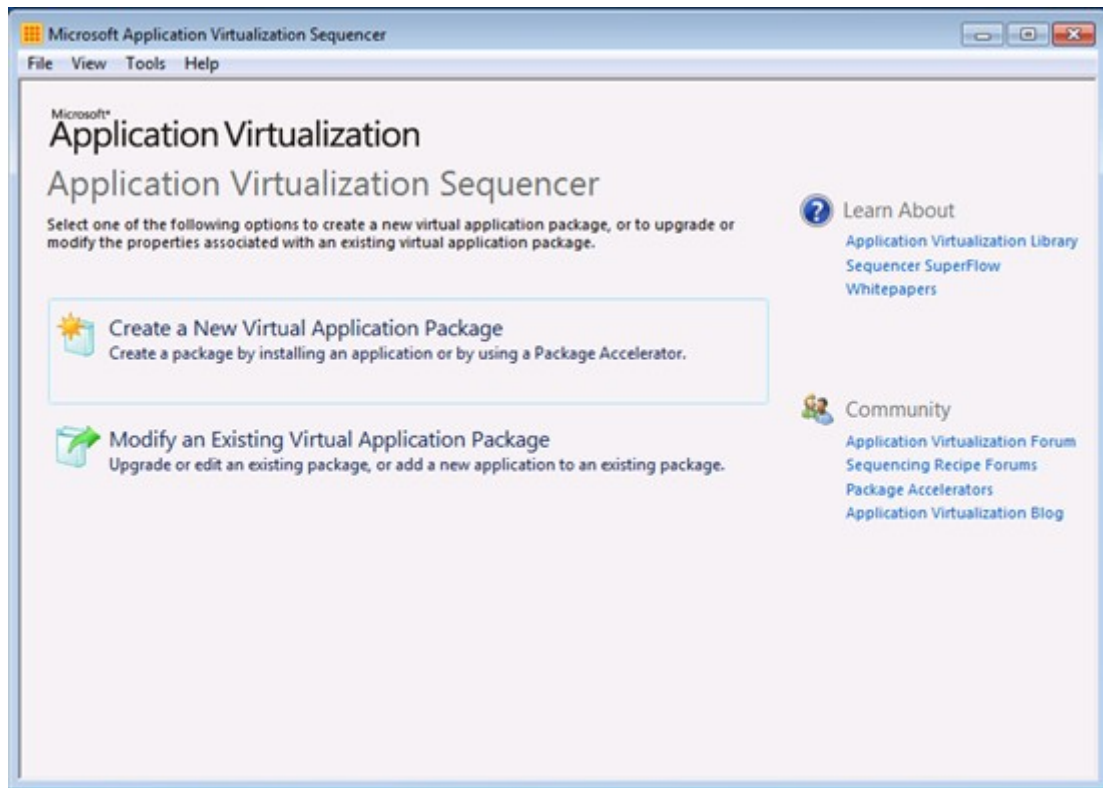 Microsoft Application Virtualization Sequencer
File View Tools Help
Microsoft®
Application Virtualization
Application Virtualization Sequencer
Select one of the following options to create a new virtual application package, or to upgrade or
modify the properties associated with an existing virtual application package.
Create a New Virtual Application Package
Create a package by installing an application or by using a Package Accelerator.
Modify an Existing Virtual Application Package
Upgrade or edit an existing package, or add a new application to an existing package.
Learn About
Application Virtualization Library
Sequencer SuperFlow
Whitepapers
Community
Application Virtualization Forum
Sequencing Recipe Forums
Package Accelerators
Application Virtualization Blog